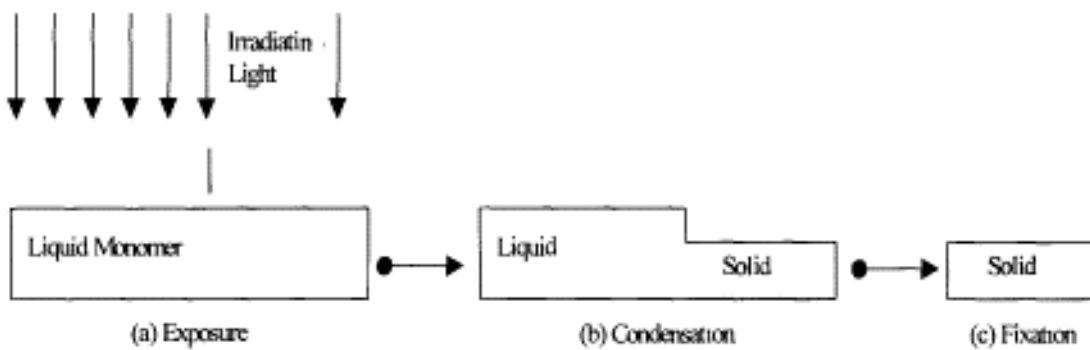 Irradiatin
Light
Liquid Monomer
Liquid
Solid
Solid
(a) Exposure
(b) Condensation
(c) Fixation